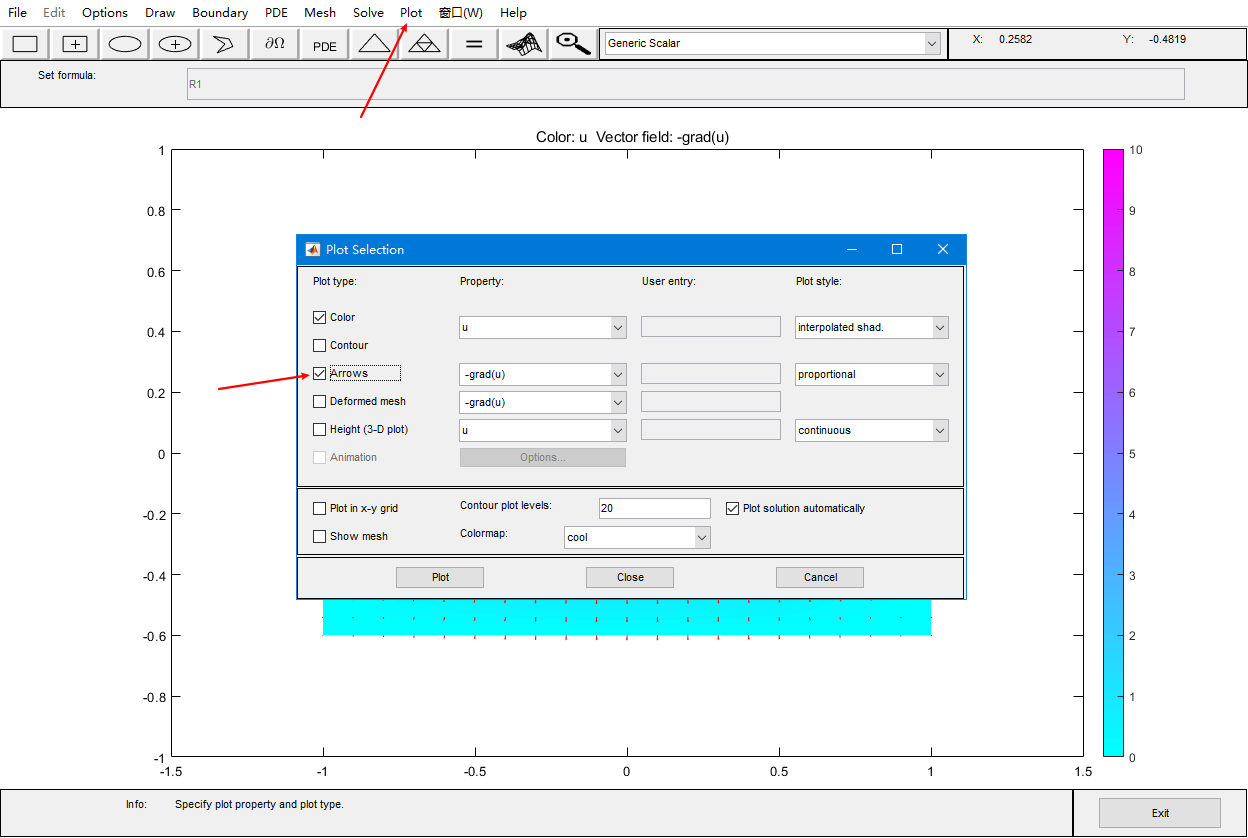 File Edit Options Draw Boundary PDE Mesh Solve Plot 窗口(W) Help
∂Ω PDE = Generic Scalar X: 0.2582 Y: -0.4819
Set formula: R1
Color: u Vector field: -grad(u)
1
0.8
0.6
0.4
0.2
0
-0.2
-0.4
-0.6
-0.8
-1
-1.5 -1 -0.5 0 0.5 1 1.5
10
9
8
7
6
5
4
3
2
1
0
Plot Selection
Plot type: Property: User entry: Plot style:
Color u interpolated shad.
Contour
Arrows -grad(u) proportional
Deformed mesh -grad(u)
Height (3-D plot) u continuous
Animation Options...
Plot in x-y grid Contour plot levels: 20 Plot solution automatically
Show mesh Colormap: cool
Plot Close Cancel
Info: Specify plot property and plot type. Exit